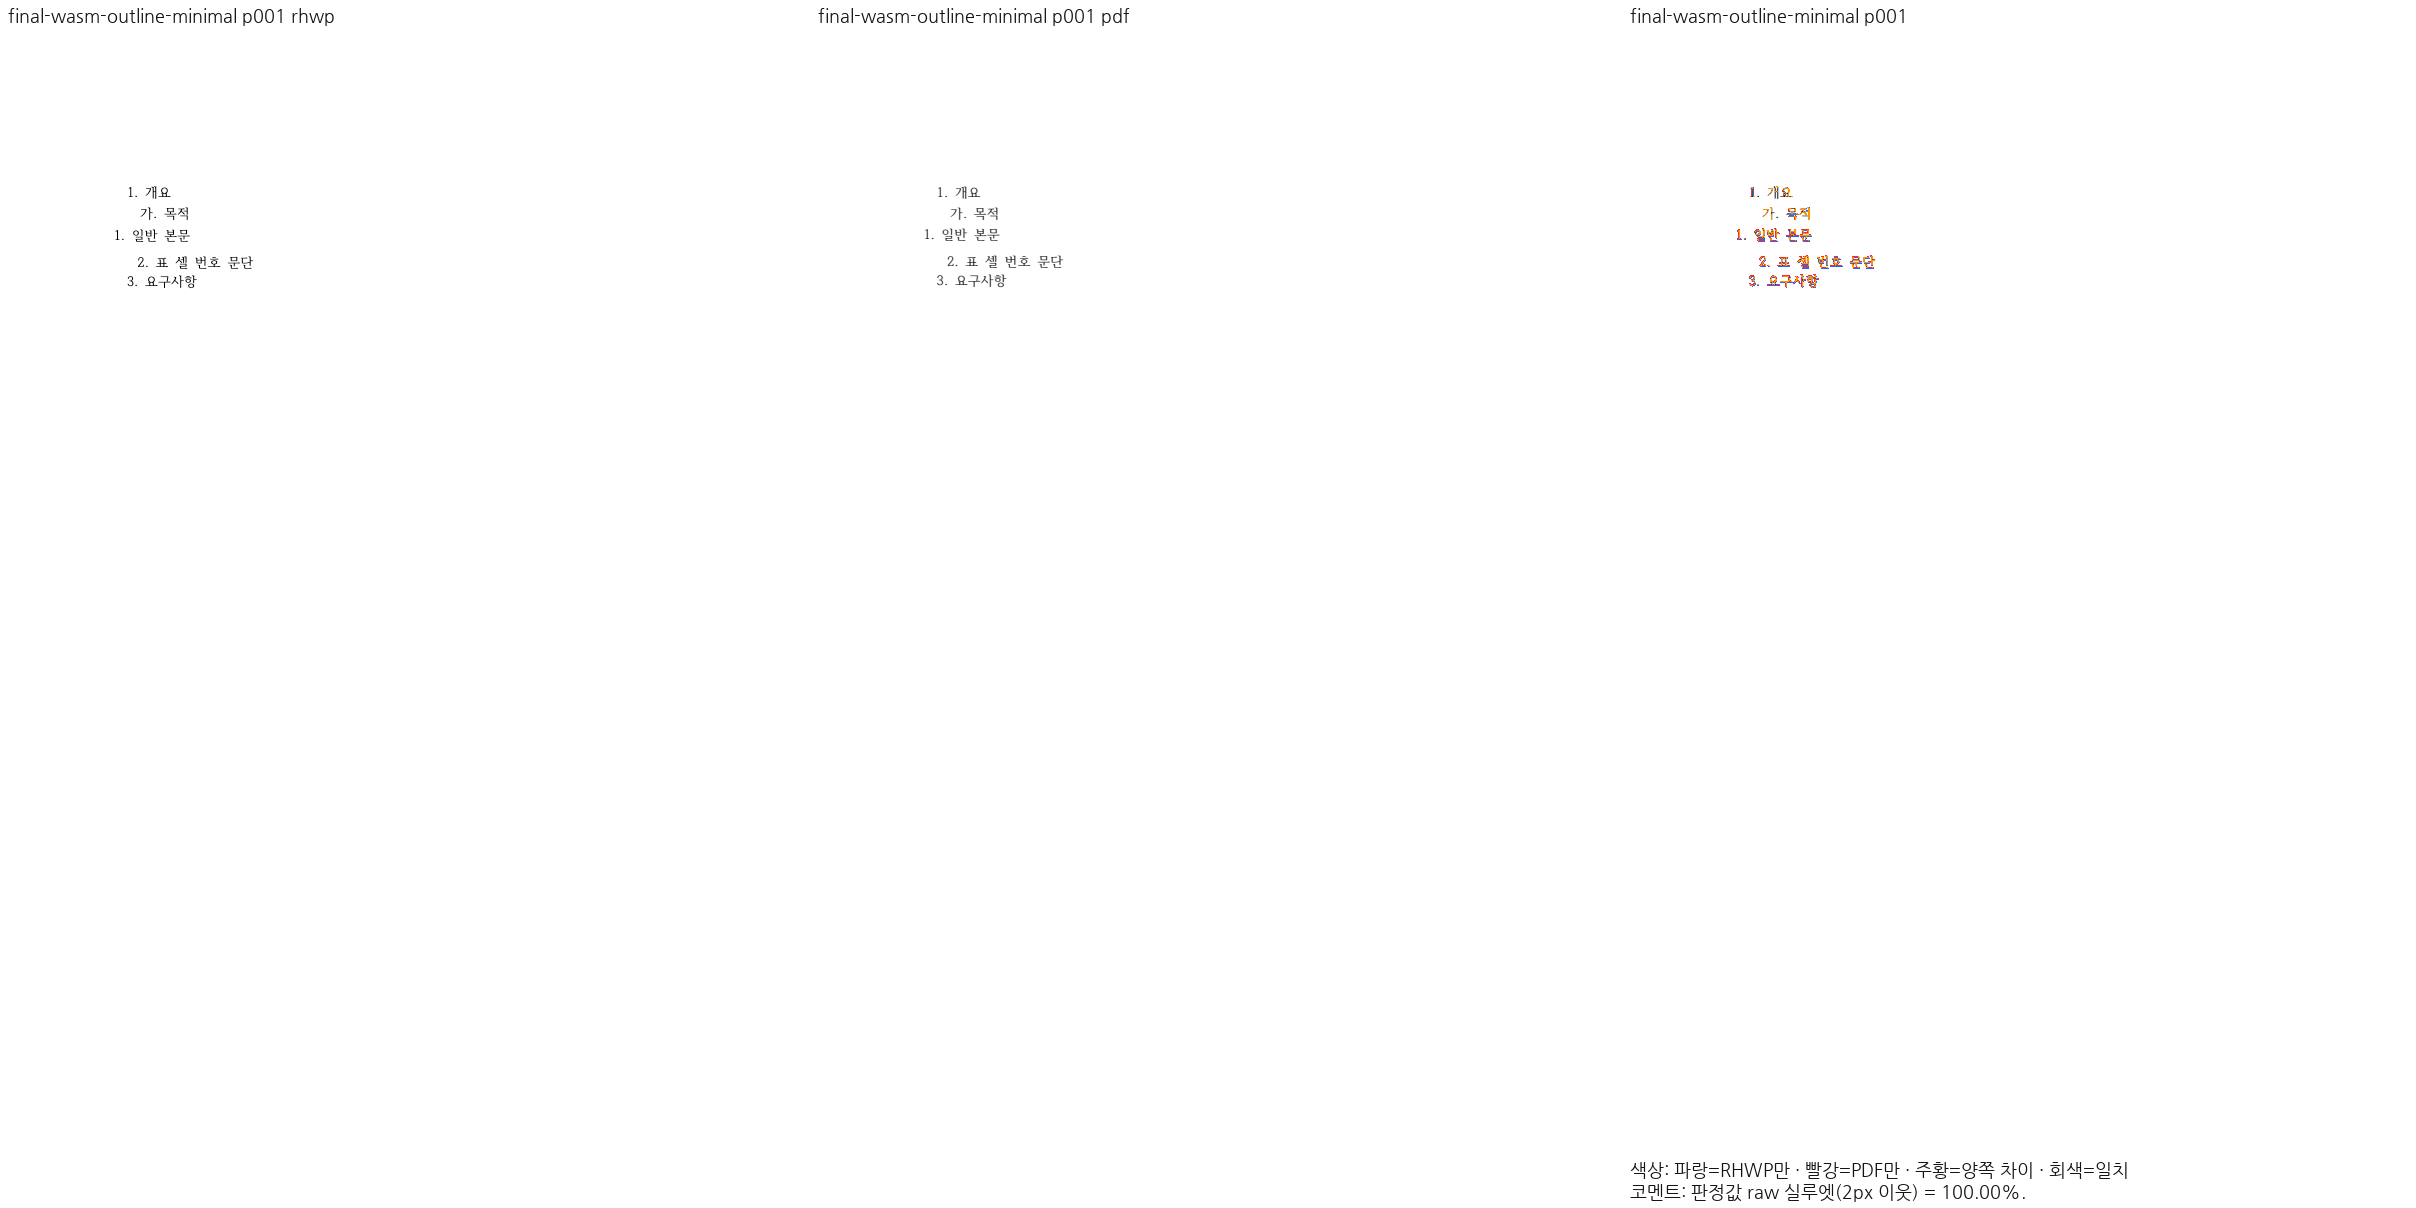 final-wasm-outline-minimal p001 rhwp
1. 개요
가. 목적
1. 일반 본문
2. 표 셀 번호 문단
3. 요구사항
final-wasm-outline-minimal p001 pdf
1. 개요
가. 목적
1. 일반 본문
2. 표 셀 번호 문단
3. 요구사항
final-wasm-outline-minimal p001
1. 개요
가. 목적
1. 일반 본문
2. 표 셀 번호 문단
3. 요구사항
색상: 파랑=RHWP만 · 빨강=PDF만 · 주황=양쪽 차이 · 회색=일치
코멘트: 판정값 raw 실루엣(2px 이웃) = 100.00%.